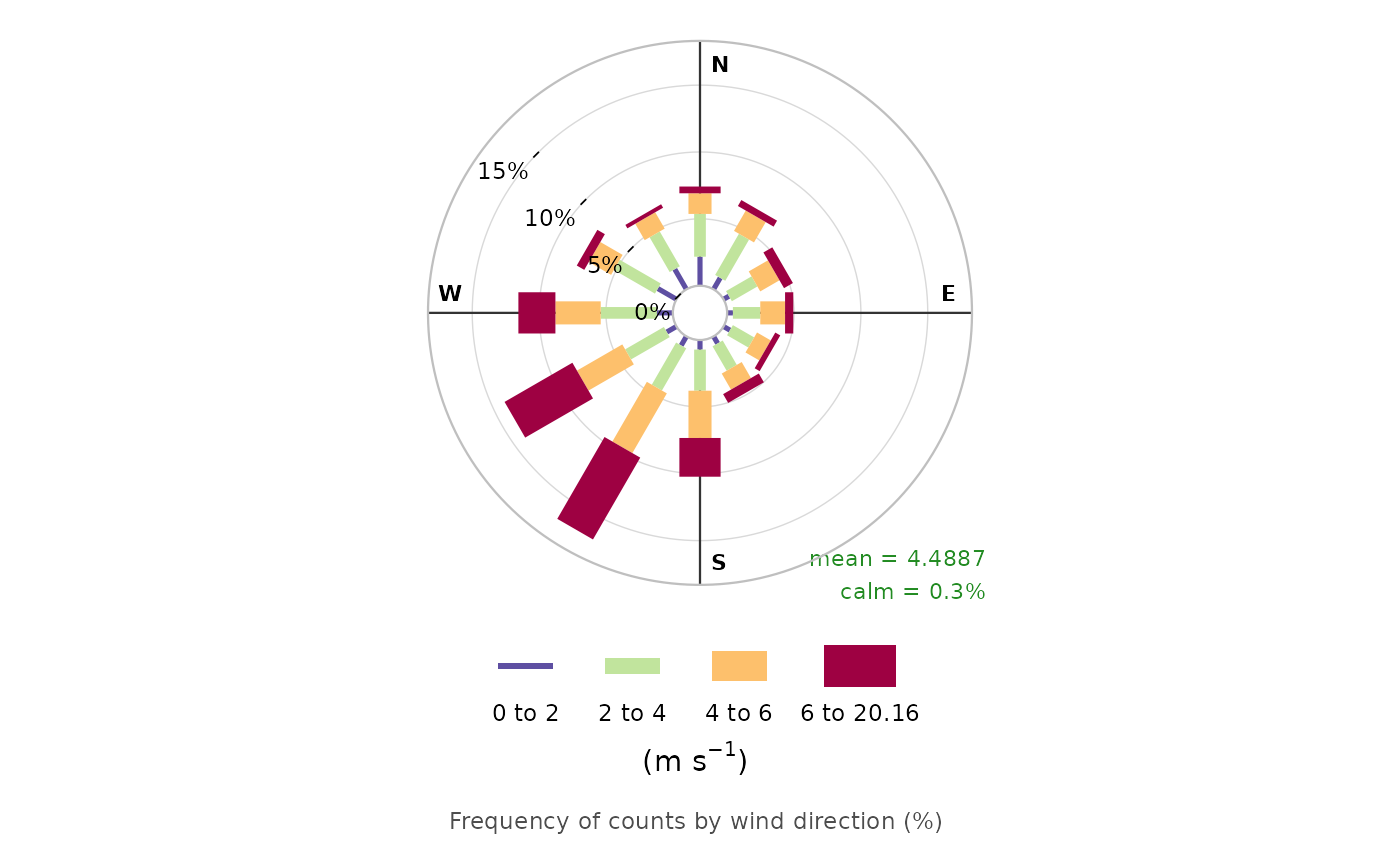 N
15%
10%
5%
W
E
0%
S
mean = 4.4887
calm = 0.3%
0 to 2
2 to 4
4 to 6
6 to 20.16
(m s⁻¹)
Frequency of counts by wind direction (%)